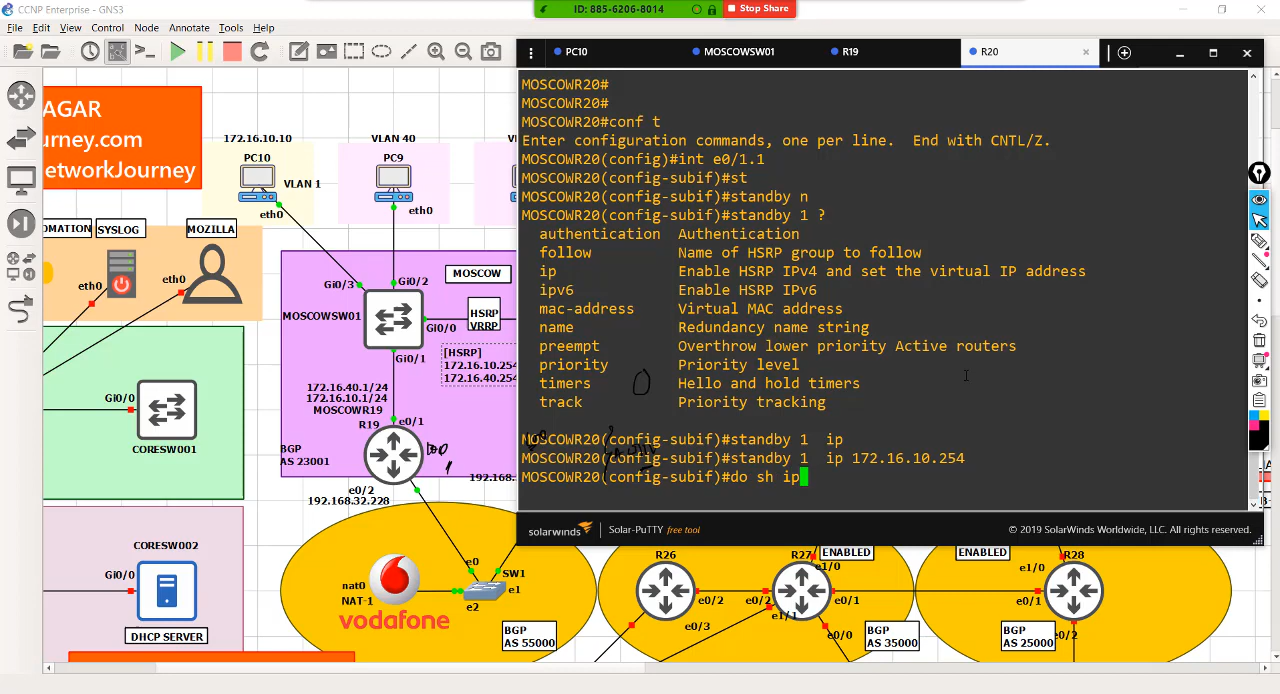 CCNP Enterprise - GNS3
ID: 885-6206-8014
Stop Share
File Edit View Control Node Annotate Tools Help
PC10
MOSCOWSW01
R19
R20
MOSCOWR20#
MOSCOWR20#
MOSCOWR20#conf t
Enter configuration commands, one per line. End with CNTL/Z.
MOSCOWR20(config)#int e0/1.1
MOSCOWR20(config-subif)#st
MOSCOWR20(config-subif)#standby n
MOSCOWR20(config-subif)#standby 1 ?
authentication Authentication
follow Name of HSRP group to follow
ip Enable HSRP IPv4 and set the virtual IP address
ipv6 Enable HSRP IPv6
mac-address Virtual MAC address
name Redundancy name string
preempt Overthrow lower priority Active routers
priority Priority level
timers Hello and hold timers
track Priority tracking
MOSCOWR20(config-subif)#standby 1 ip
MOSCOWR20(config-subif)#standby 1 ip 172.16.10.254
MOSCOWR20(config-subif)#do sh ip
solarwinds
Solar-PuTTY free tool
© 2019 SolarWinds Worldwide, LLC. All rights reserved.
AGAR
urney.com
etworkJourney
172.16.10.10
PC10
VLAN 1
eth0
VLAN 40
PC9
eth0
OMATION
SYSLOG
MOZILLA
eth0
eth0
MOSCOW
Gi0/3
Gi0/2
MOSCOWSW01
Gi0/0
HSRP
VRRP
Gi0/1
[HSRP]
172.16.10.254
172.16.40.254
172.16.40.1/24
172.16.10.1/24
MOSCOWR19
R19
e0/1
BGP
AS 23001
e0/2
192.168.32.228
192.168.
Gi0/0
CORESW001
CORESW002
Gi0/0
DHCP SERVER
nat0
NAT-1
vodafone
e0
SW1
e1
e2
BGP
AS 55000
R26
e0/2
e0/3
R27
ENABLED
e1/0
e0/2
e0/1
e1/1
e0/0
BGP
AS 35000
ENABLED
R28
e1/0
e0/1
e0/2
BGP
AS 25000